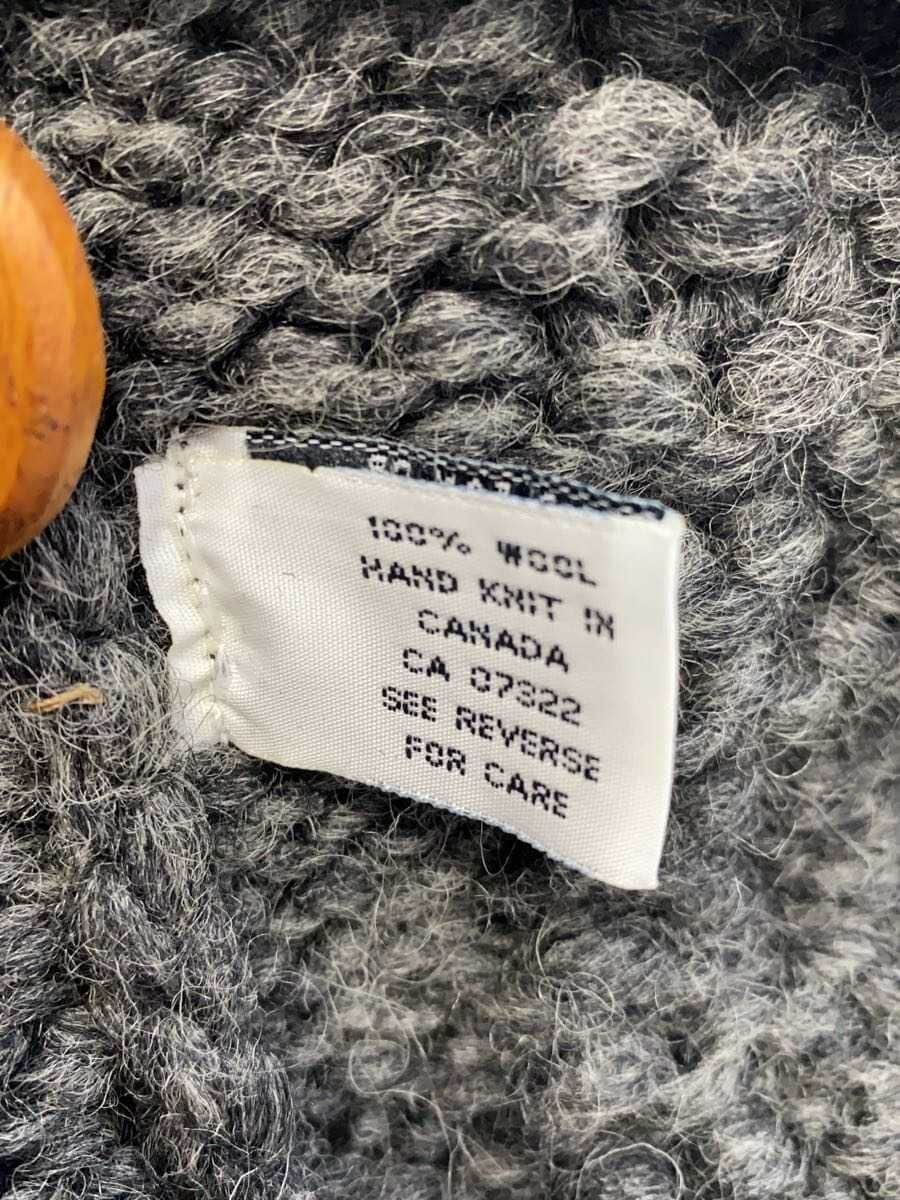 100% WOOL
HAND KNIT IN
CANADA
CA 07322
SEE REVERSE
FOR CARE